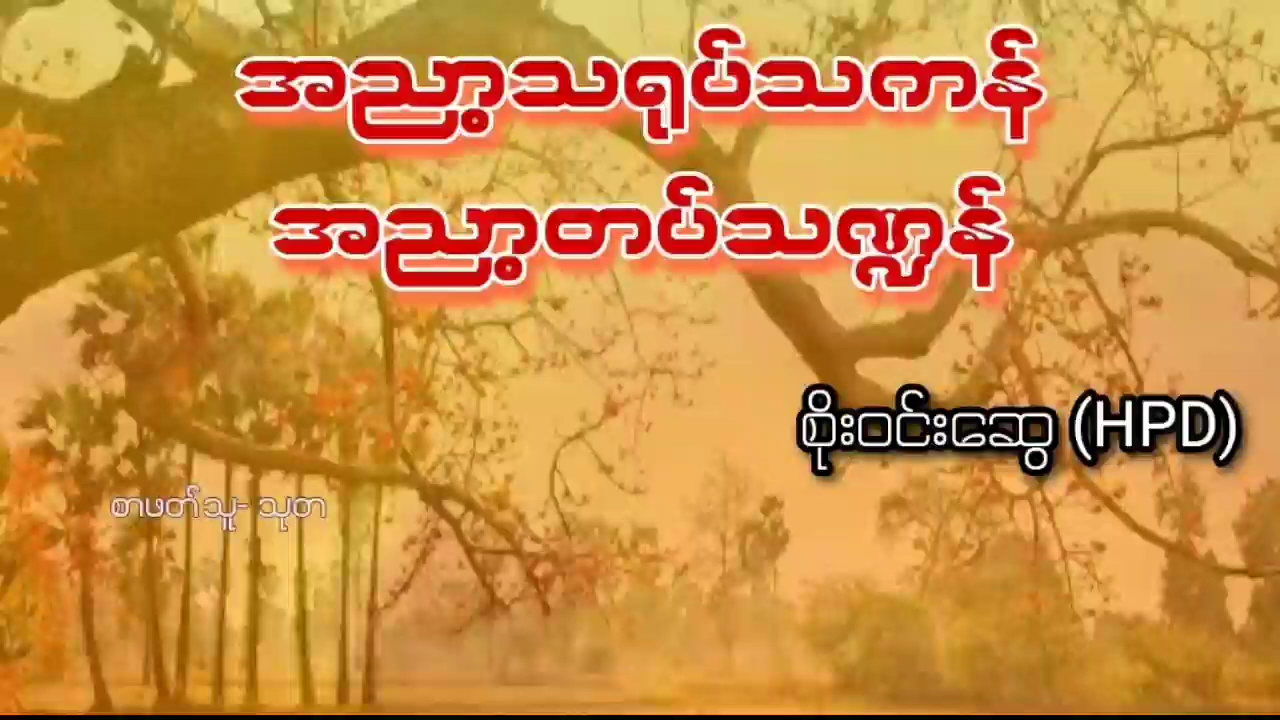 အညာ့သရုပ်သကန်
အညာ့တပ်သဏ္ဍန်
စိုးဝင်းဆွေ (HPD)
စာဖတ်သူ- သုတ